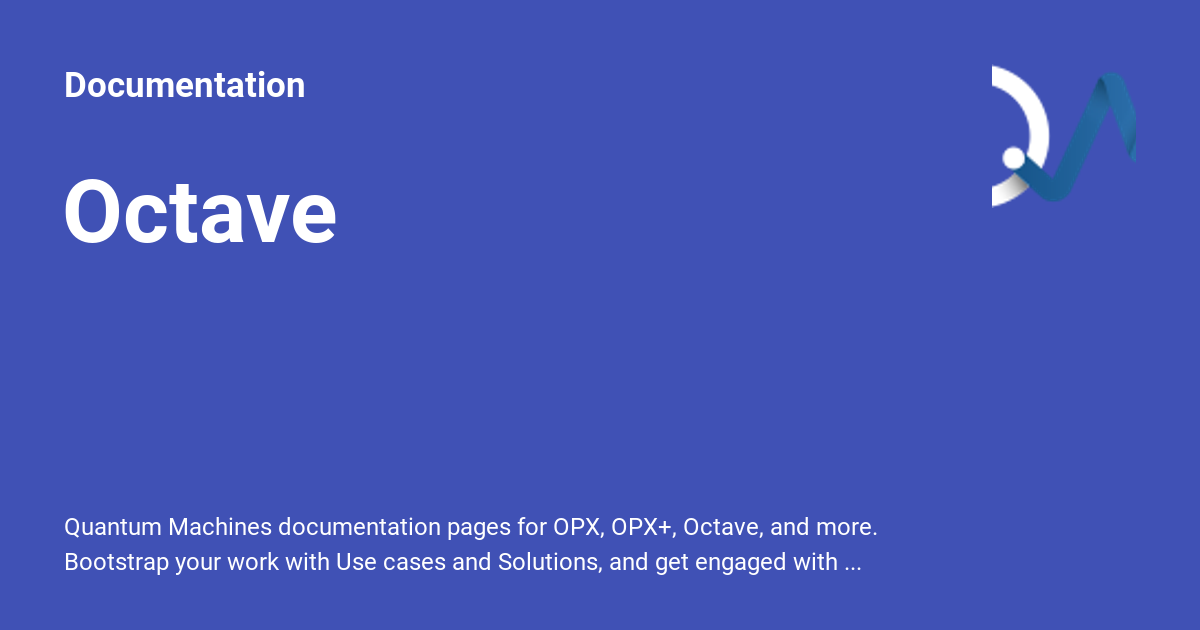 Documentation
Octave
Quantum Machines documentation pages for OPX, OPX+, Octave, and more.
Bootstrap your work with Use cases and Solutions, and get engaged with ...